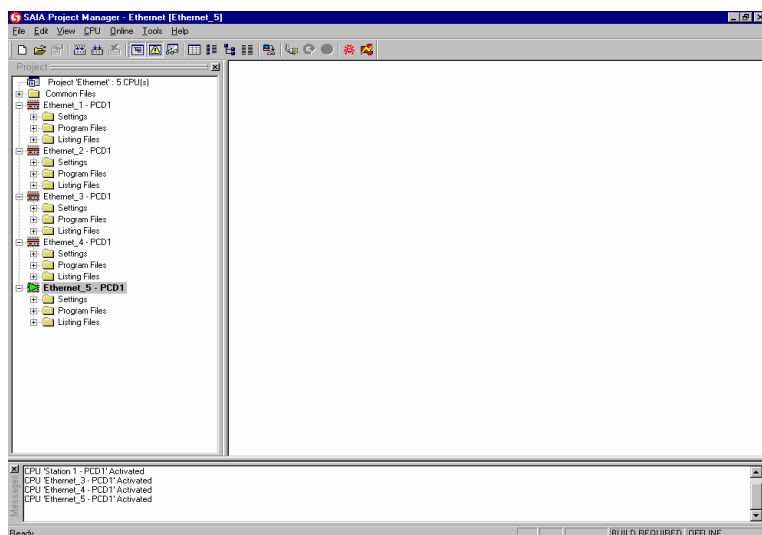 SAIA Project Manager - Ethernet [Ethernet_5]
File Edit View CPU Online Tools Help
Project
Project 'Ethernet' : 5 CPU(s)
Common Files
Ethernet_1 - PCD1
Settings
Program Files
Listing Files
Ethernet_2 - PCD1
Settings
Program Files
Listing Files
Ethernet_3 - PCD1
Settings
Program Files
Listing Files
Ethernet_4 - PCD1
Settings
Program Files
Listing Files
Ethernet_5 - PCD1
Settings
Program Files
Listing Files
Messages
CPU 'Station 1 - PCD1' Activated
CPU 'Ethernet_3 - PCD1' Activated
CPU 'Ethernet_4 - PCD1' Activated
CPU 'Ethernet_5 - PCD1' Activated
Ready BUILD REQUIRED OFFLINE